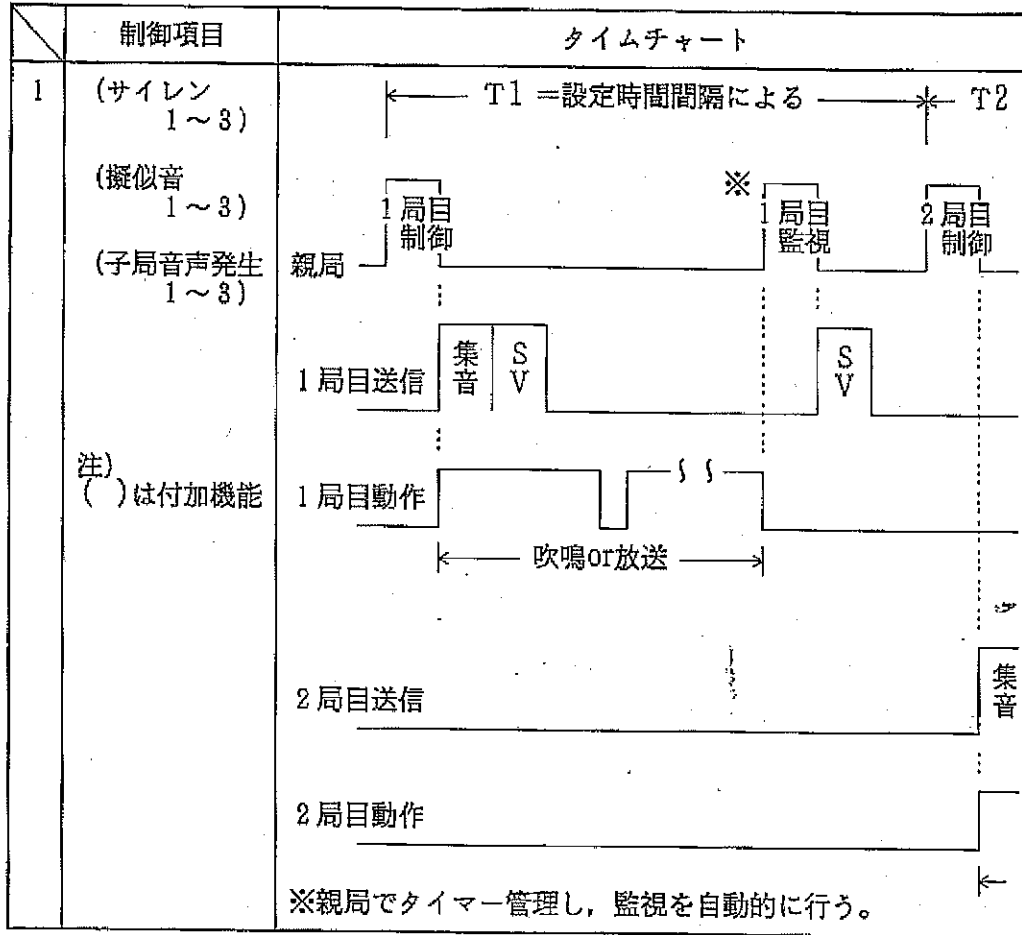 制御項目
タイムチャート
1
(サイレン
1～3)
(擬似音
1～3)
(子局音声発生
1～3)
注)
( )は付加機能
T1＝設定時間間隔による
T2
親局
1局目
制御
※
1局目
監視
2局目
制御
1局目送信
集音
SV
SV
1局目動作
吹鳴or放送
2局目送信
集音
2局目動作
※親局でタイマー管理し，監視を自動的に行う。